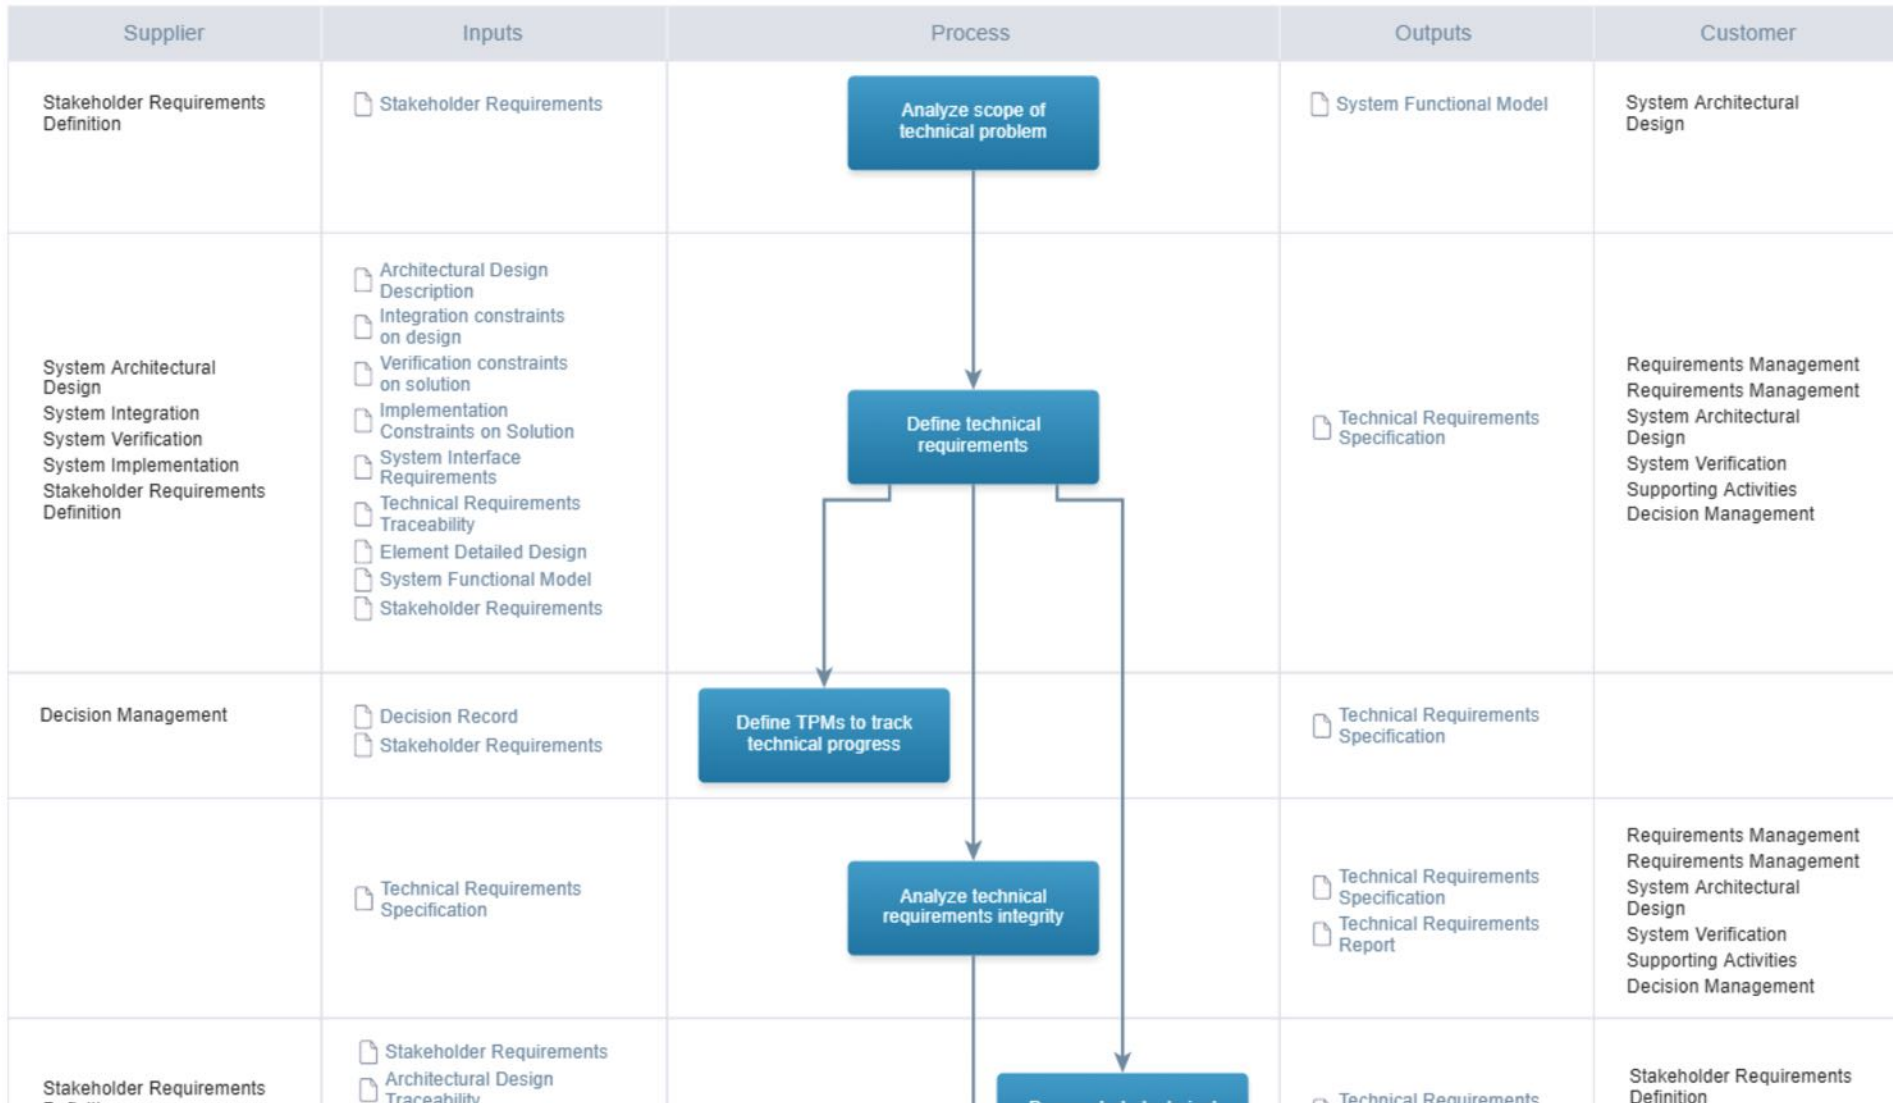 Supplier
Inputs
Process
Outputs
Customer
Stakeholder Requirements
Definition
Stakeholder Requirements
Analyze scope of
technical problem
System Functional Model
System Architectural
Design
System Architectural
Design
System Integration
System Verification
System Implementation
Stakeholder Requirements
Definition
Architectural Design
Description
Integration constraints
on design
Verification constraints
on solution
Implementation
Constraints on Solution
System Interface
Requirements
Technical Requirements
Traceability
Element Detailed Design
System Functional Model
Stakeholder Requirements
Define technical
requirements
Technical Requirements
Specification
Requirements Management
Requirements Management
System Architectural
Design
System Verification
Supporting Activities
Decision Management
Decision Management
Decision Record
Stakeholder Requirements
Define TPMs to track
technical progress
Technical Requirements
Specification
Technical Requirements
Specification
Analyze technical
requirements integrity
Technical Requirements
Specification
Technical Requirements
Report
Requirements Management
Requirements Management
System Architectural
Design
System Verification
Supporting Activities
Decision Management
Stakeholder Requirements
Stakeholder Requirements
Architectural Design
Traceability
Technical Requirements
Stakeholder Requirements
Definition